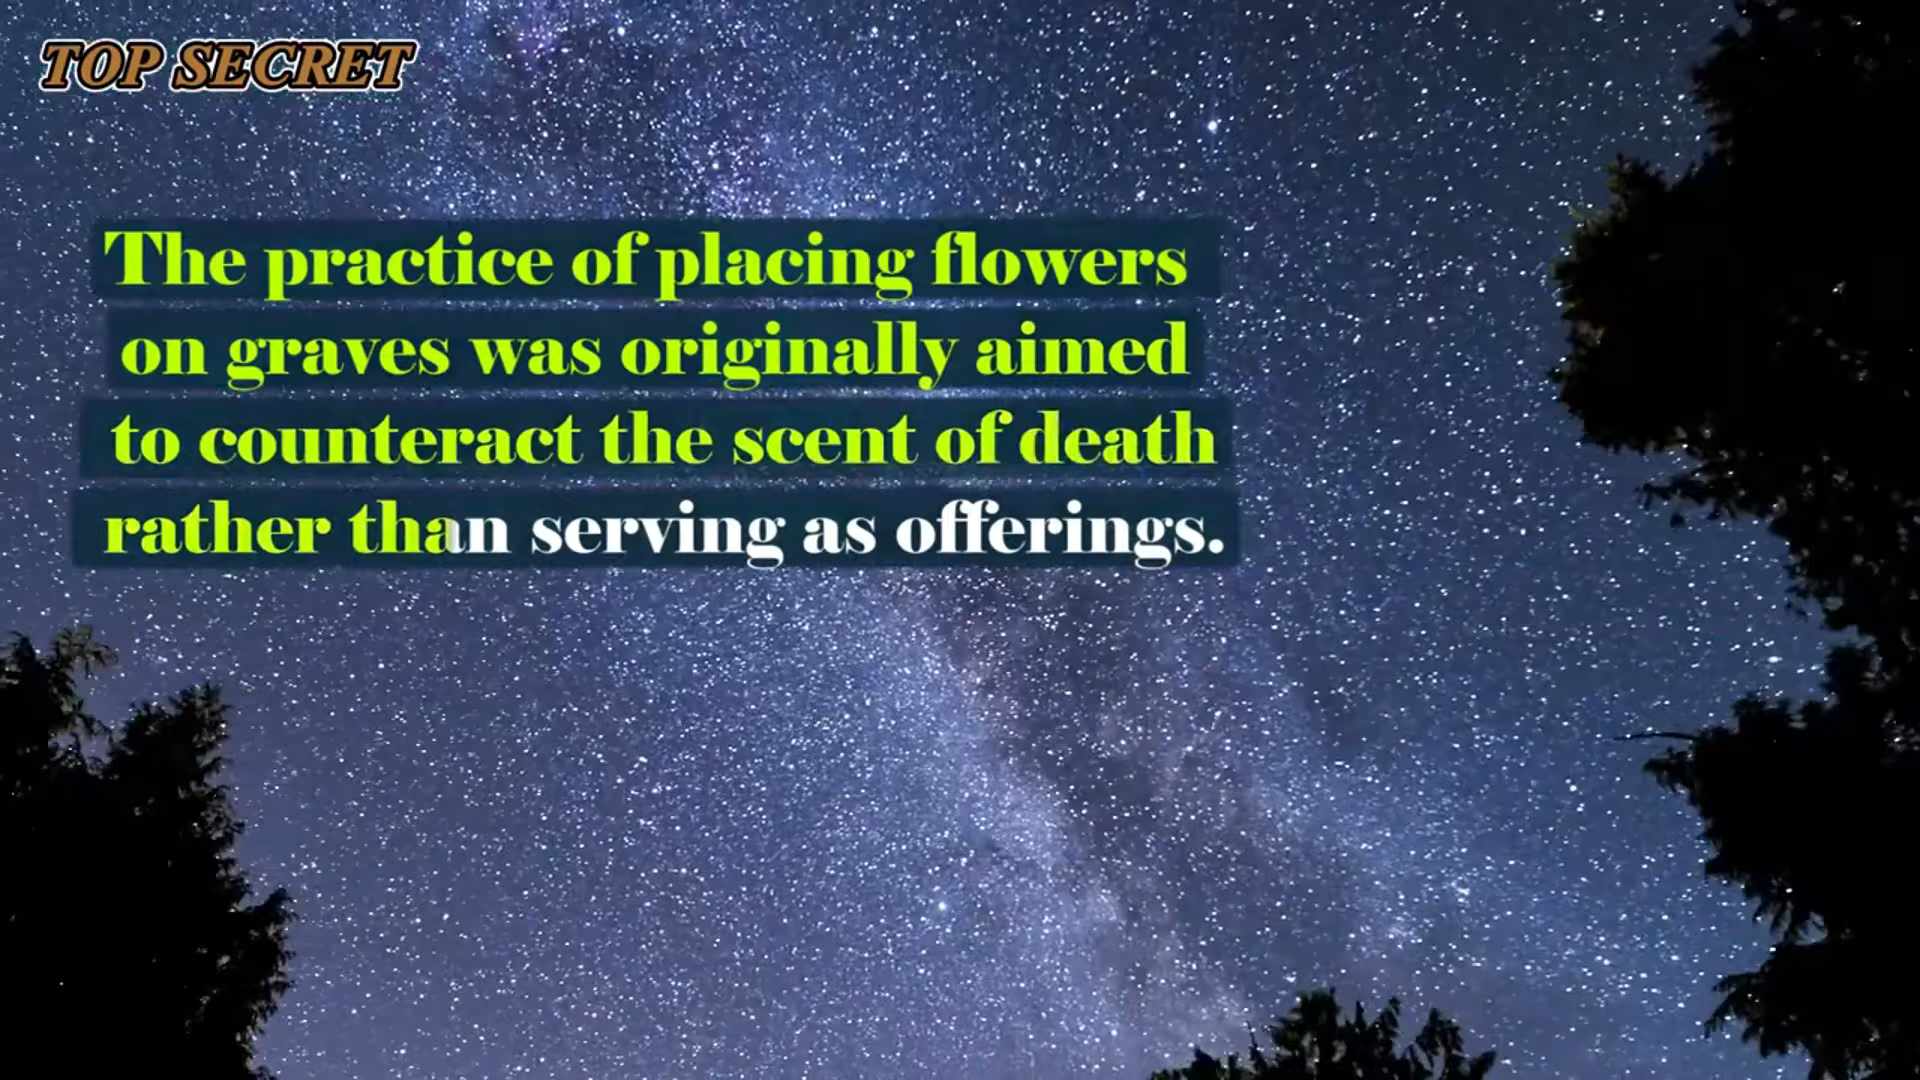 TOP SECRET
The practice of placing flowers
on graves was originally aimed
to counteract the scent of death
rather than serving as offerings.